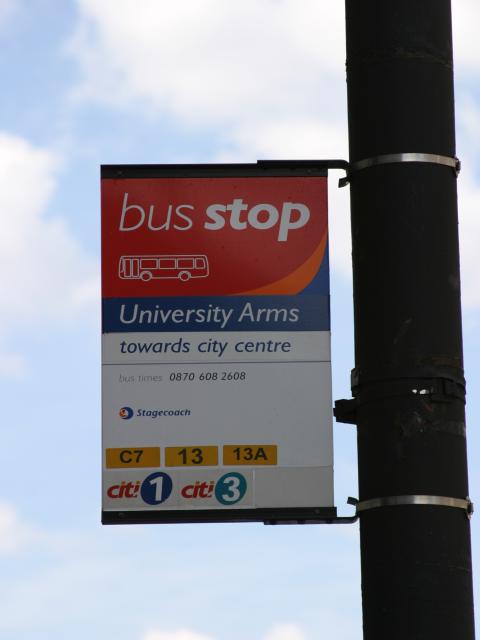 bus stop
University Arms
towards city centre
bus times 0870 608 2608
Stagecoach
C7 13 13A
citi 1 citi 3